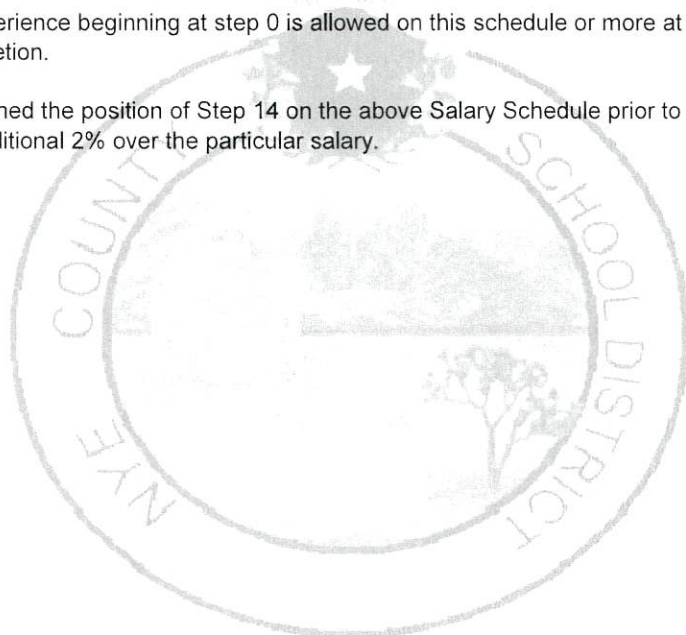 erience beginning at step 0 is allowed on this schedule or more at
etion.
ned the position of Step 14 on the above Salary Schedule prior to
ditional 2% over the particular salary.
NYE COUNTY SCHOOL DISTRICT